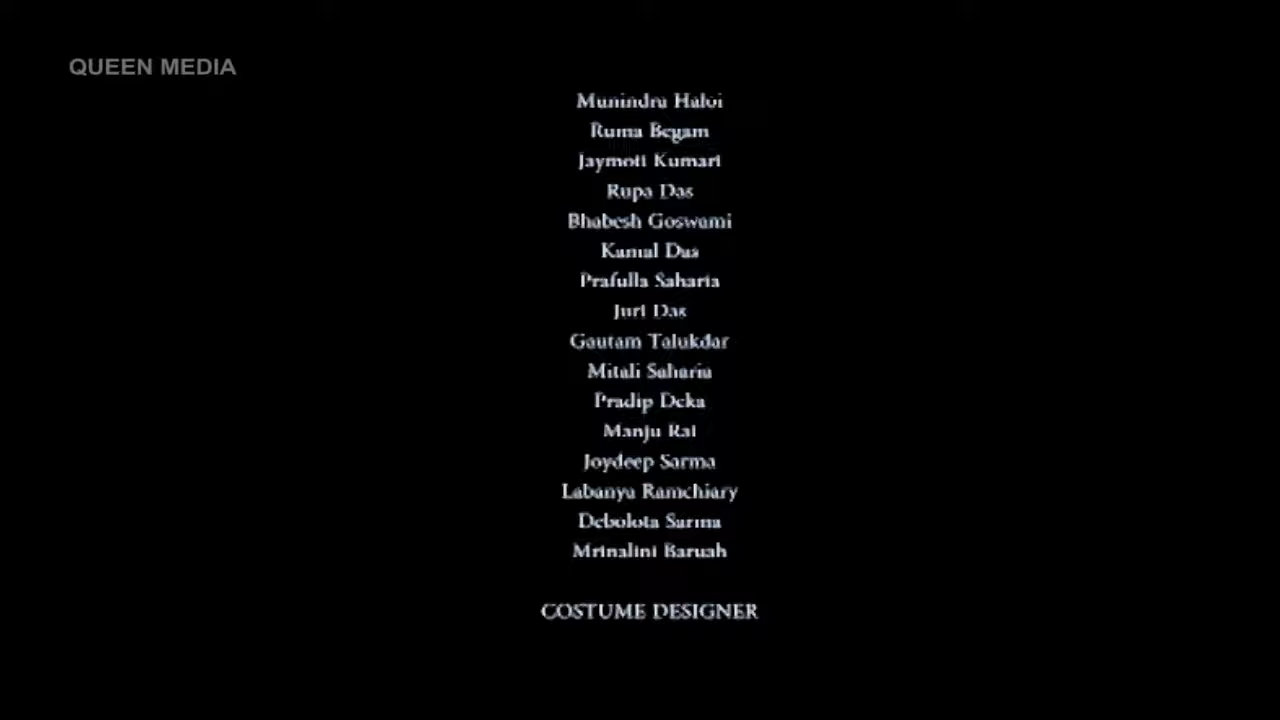 QUEEN MEDIA
Munindra Haloi
Ruma Begam
Jaymoti Kumari
Rupa Das
Bhabesh Goswami
Kamal Das
Prafulla Saharia
Juri Das
Gautam Talukdar
Mitali Saharia
Pradip Deka
Manju Rai
Joydeep Sarma
Labanya Ramchiary
Debolota Sarma
Mrinalini Baruah
COSTUME DESIGNER